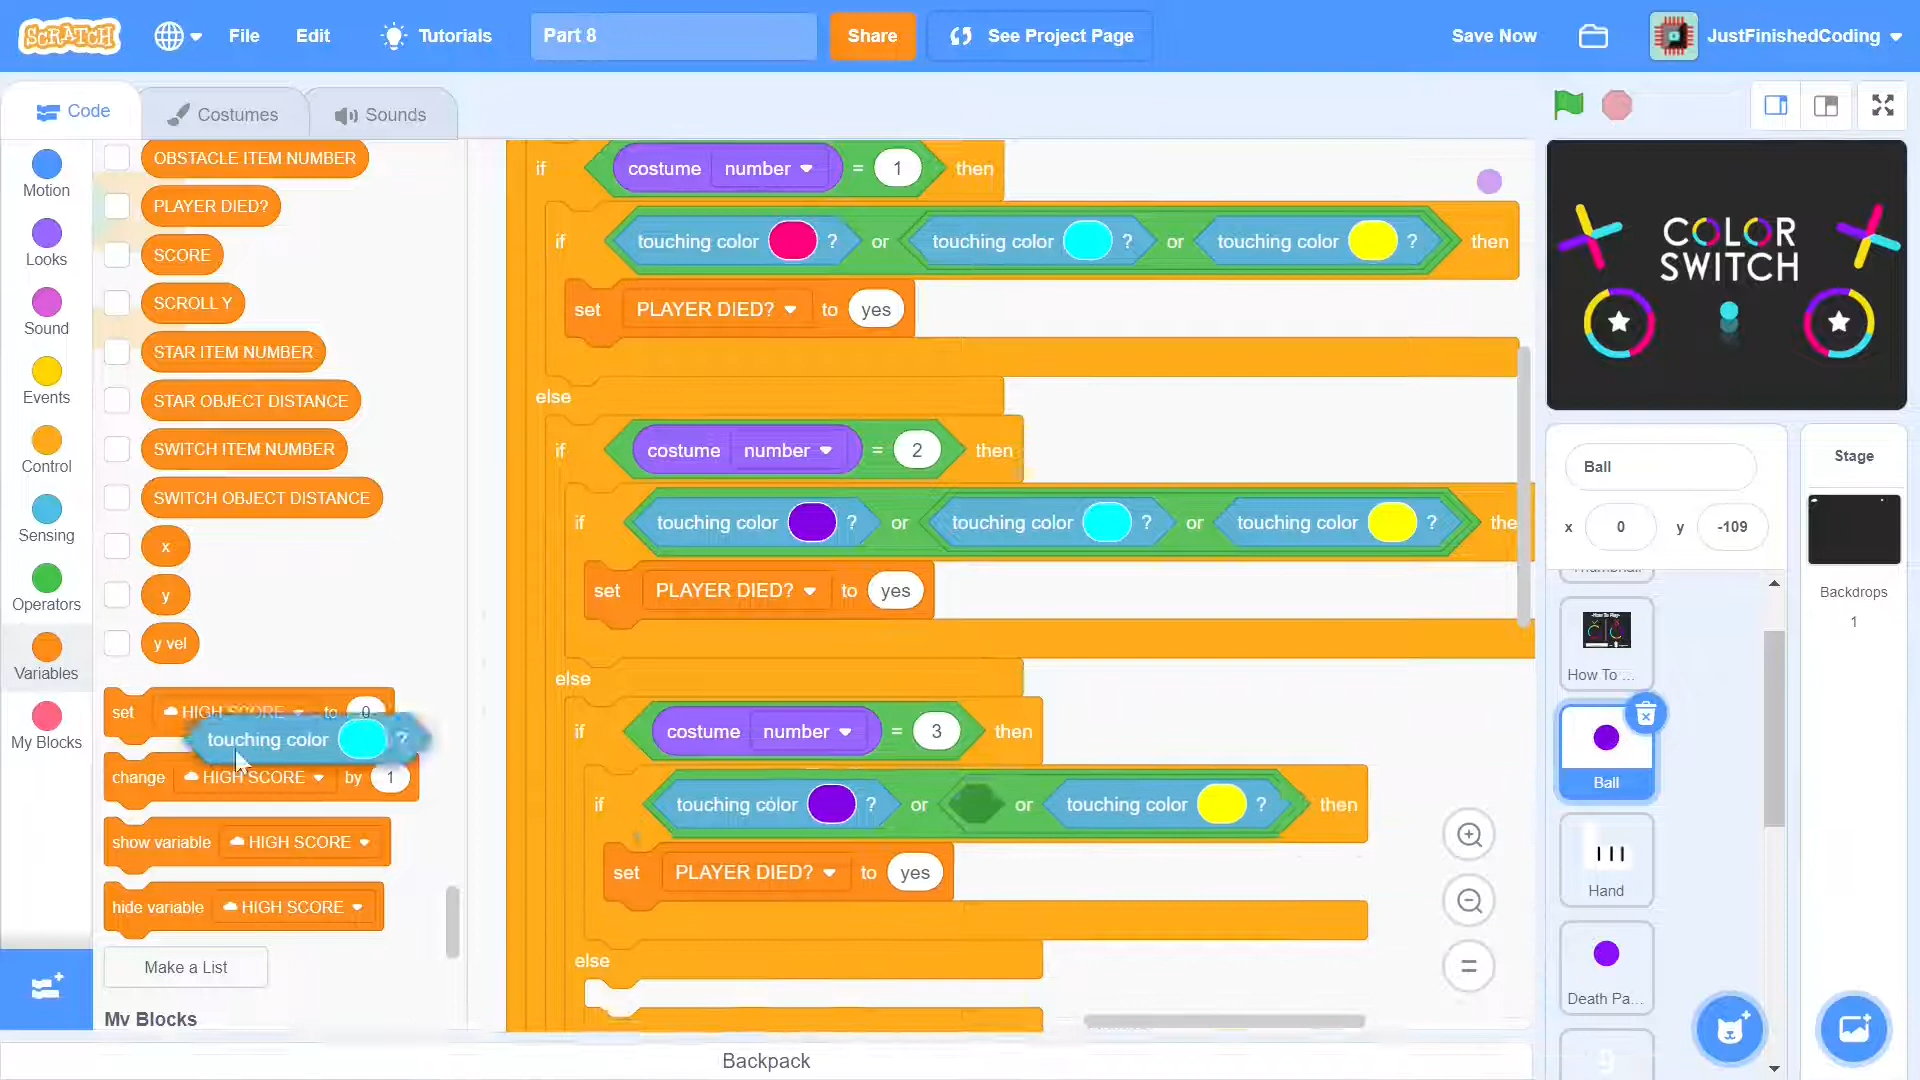 SCRATCH
File
Edit
Tutorials
Part 8
Share
See Project Page
Save Now
JustFinishedCoding
Code
Costumes
Sounds
Motion
Looks
Sound
Events
Control
Sensing
Operators
Variables
My Blocks
OBSTACLE ITEM NUMBER
PLAYER DIED?
SCORE
SCROLL Y
STAR ITEM NUMBER
STAR OBJECT DISTANCE
SWITCH ITEM NUMBER
SWITCH OBJECT DISTANCE
x
y
y vel
set HIGH SCORE to 0
touching color ?
change HIGH SCORE by 1
show variable HIGH SCORE
hide variable HIGH SCORE
Make a List
My Blocks
if costume number = 1 then
if touching color ? or touching color ? or touching color ? then
set PLAYER DIED? to yes
else
if costume number = 2 then
if touching color ? or touching color ? or touching color ? the
set PLAYER DIED? to yes
else
if costume number = 3 then
if touching color ? or or touching color ? then
set PLAYER DIED? to yes
else
Backpack
COLOR
SWITCH
Ball
x 0 y -109
How To ...
Ball
Hand
Death Pa...
9
Stage
Backdrops
1